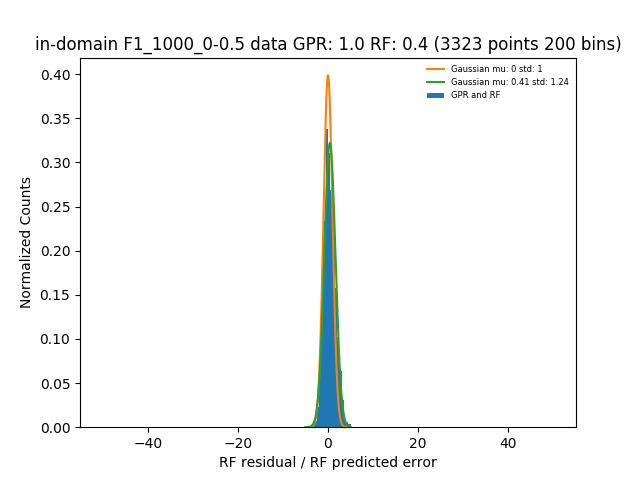 in-domain F1_1000_0-0.5 data GPR: 1.0 RF: 0.4 (3323 points 200 bins)
Gaussian mu: 0 std: 1
Gaussian mu: 0.41 std: 1.24
GPR and RF
Normalized Counts
0.40
0.35
0.30
0.25
0.20
0.15
0.10
0.05
0.00
−40
−20
0
20
40
RF residual / RF predicted error